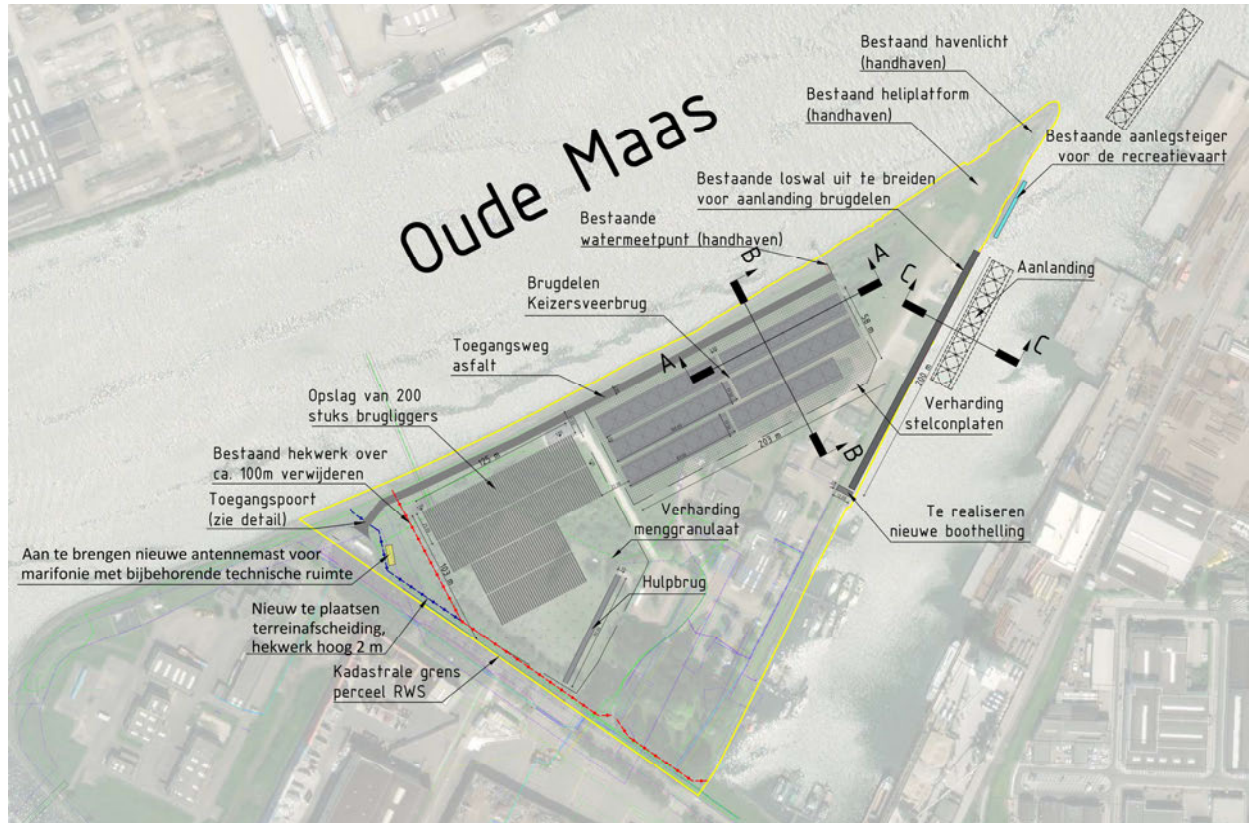 Oude Maas
Bestaand havenlicht
(handhaven)
Bestaand heliplatform
(handhaven)
Bestaande aanlegsteiger
voor de recreatievaart
Bestaande loswal uit te breiden
voor aanlanding brugdelen
Bestaande
watermeetpunt (handhaven)
Aanlanding
Brugdelen
Keizersveerbrug
Toegangsweg
asfalt
Opslag van 200
stuks brugliggers
Bestaand hekwerk over
ca. 100m verwijderen
Toegangspoort
(zie detail)
Aan te brengen nieuwe antennemast voor
marifonie met bijbehorende technische ruimte
Nieuw te plaatsen
terreinafscheiding,
hekwerk hoog 2 m
Kadastrale grens
perceel RWS
Verharding
menggranulaat
Hulpbrug
Verharding
stelconplaten
Te realiseren
nieuwe boothelling
A
A
B
B
C
C
58 m
200 m
203 m
125 m
103 m